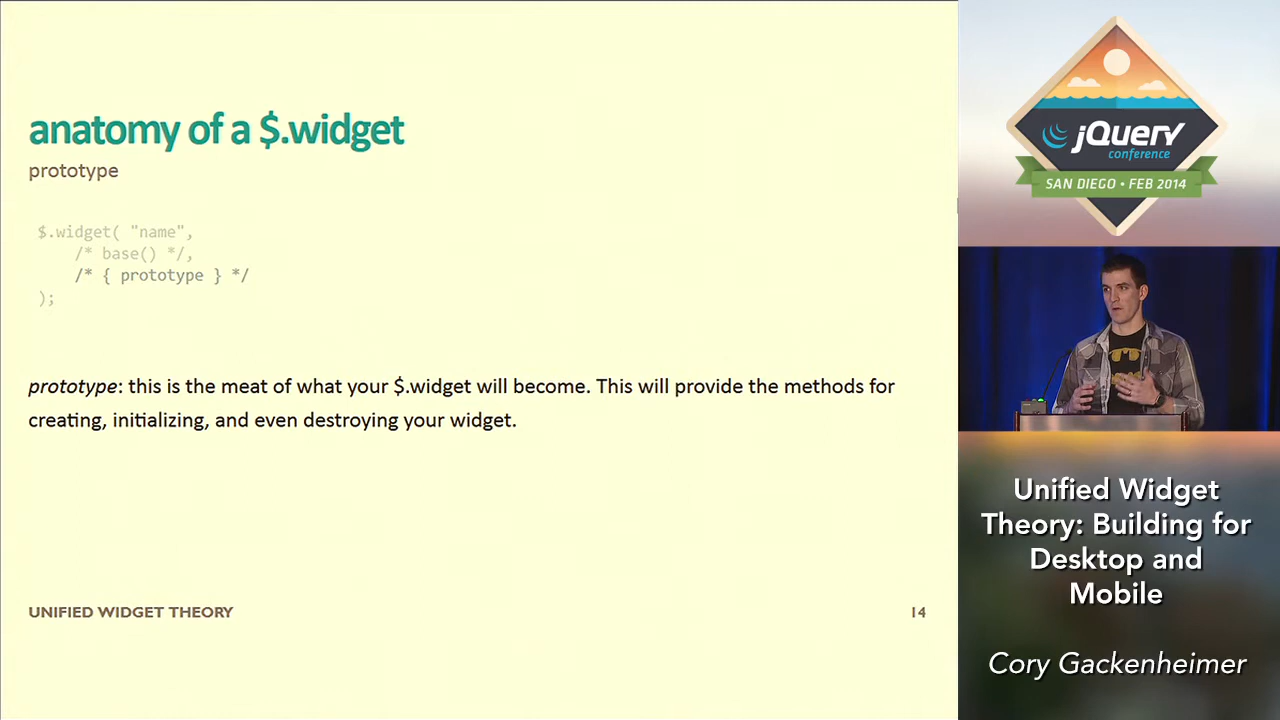 anatomy of a $.widget
prototype
$.widget( "name",
/* base() */,
/* { prototype } */
);
prototype: this is the meat of what your $.widget will become. This will provide the methods for
creating, initializing, and even destroying your widget.
UNIFIED WIDGET THEORY
14
jQuery
conference
SAN DIEGO • FEB 2014
Unified Widget
Theory: Building for
Desktop and
Mobile
Cory Gackenheimer